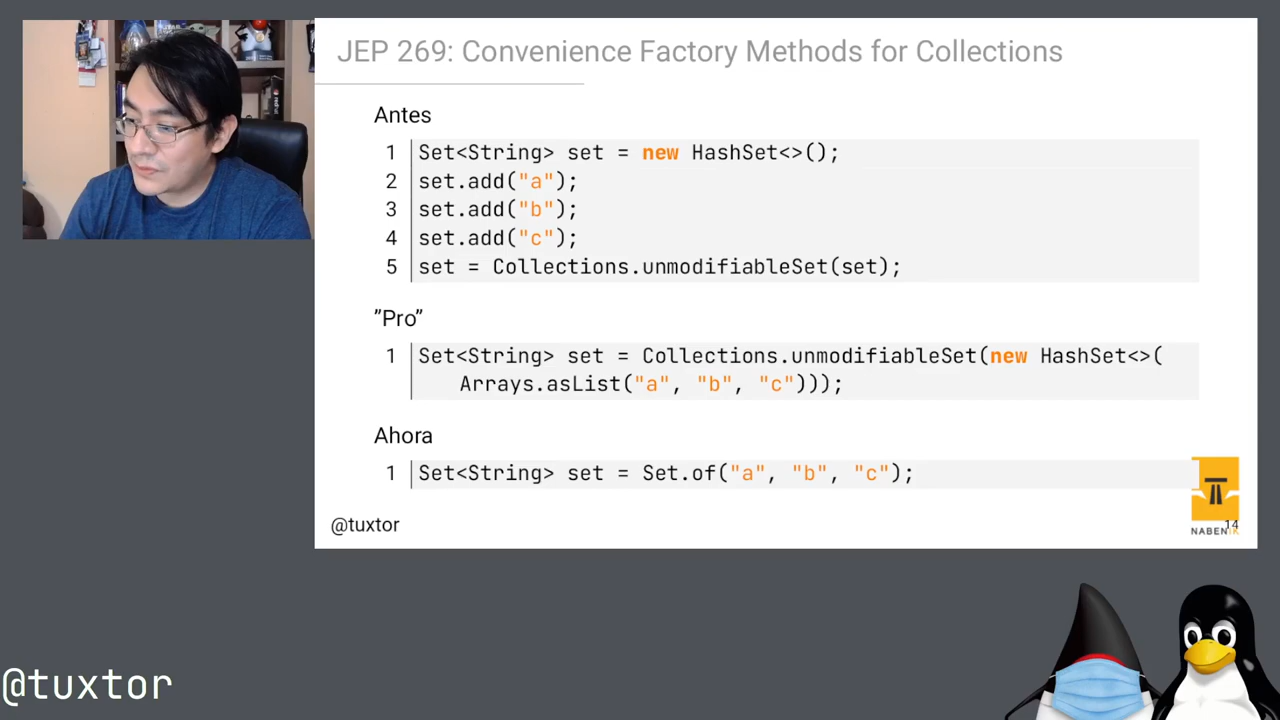 JEP 269: Convenience Factory Methods for Collections
Antes
1 Set<String> set = new HashSet<>();
2 set.add("a");
3 set.add("b");
4 set.add("c");
5 set = Collections.unmodifiableSet(set);
”Pro”
1 Set<String> set = Collections.unmodifiableSet(new HashSet<>(
Arrays.asList("a", "b", "c")));
Ahora
1 Set<String> set = Set.of("a", "b", "c");
@tuxtor
14
NABENIK
@tuxtor